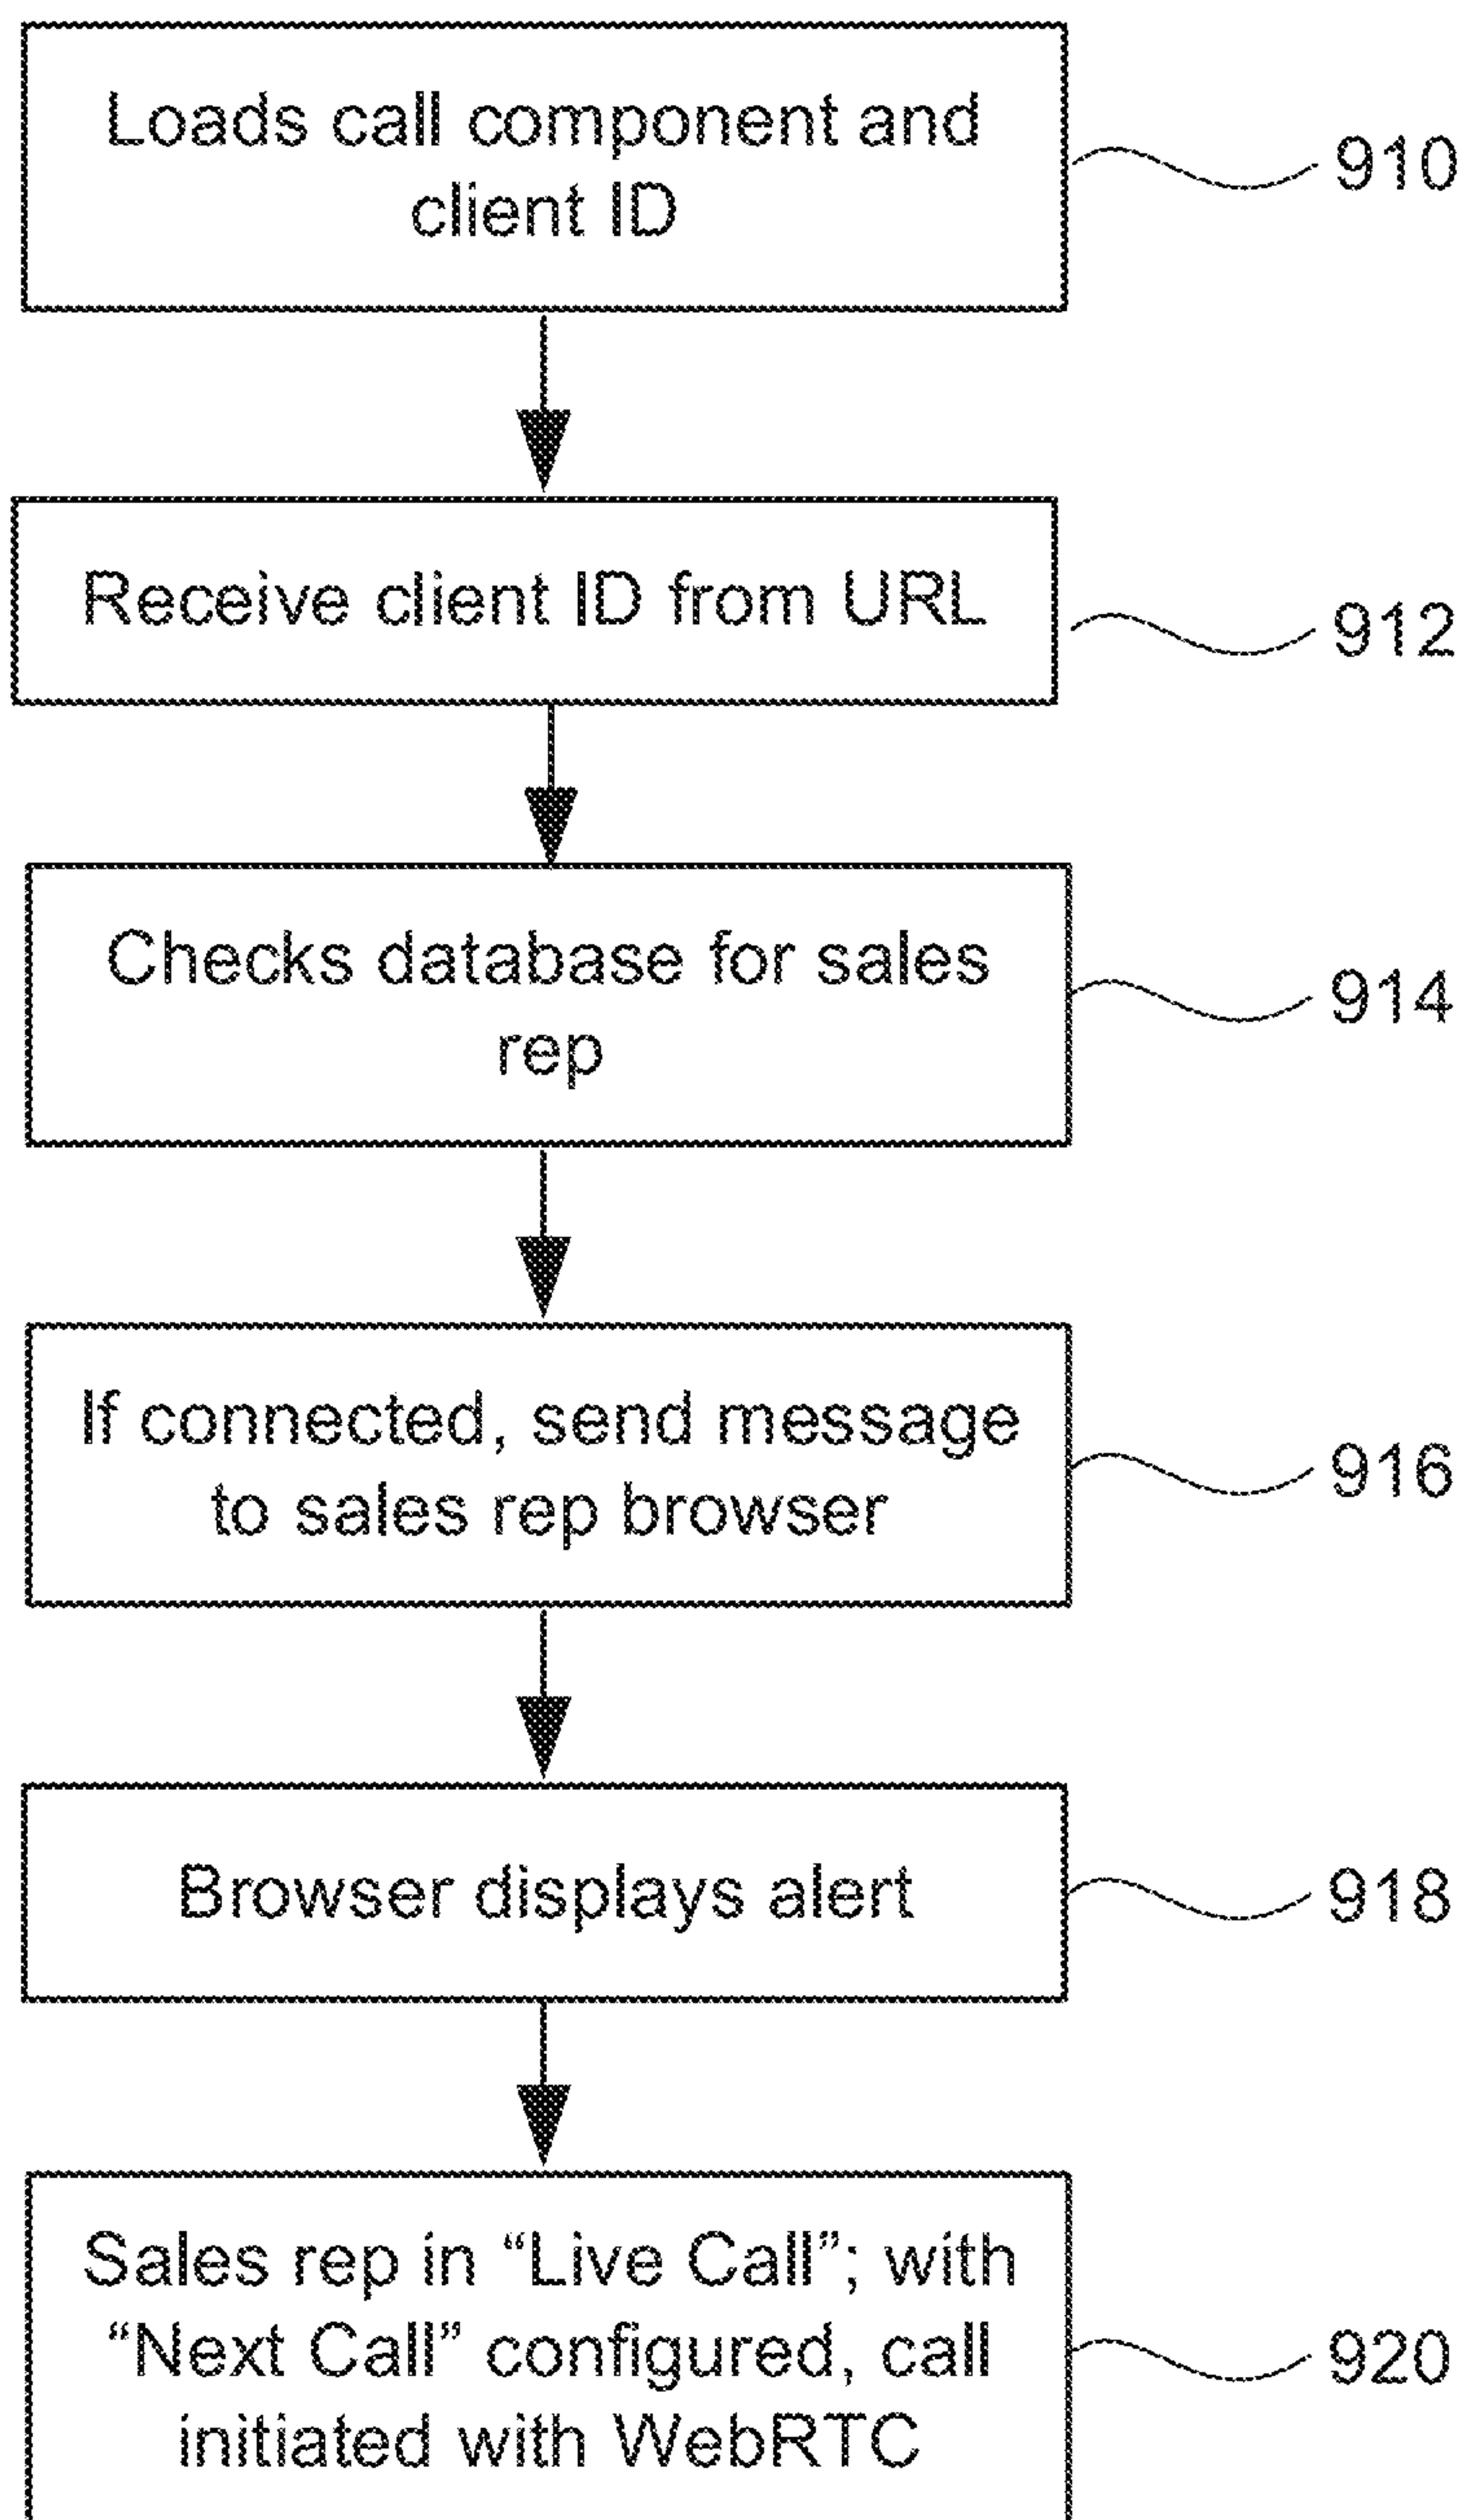 Loads call component and
client ID
910
Receive client ID from URL
912
Checks database for sales
rep
914
If connected, send message
to sales rep browser
916
Browser displays alert
918
Sales rep in “Live Call”; with
“Next Call” configured, call
initiated with WebRTC
920